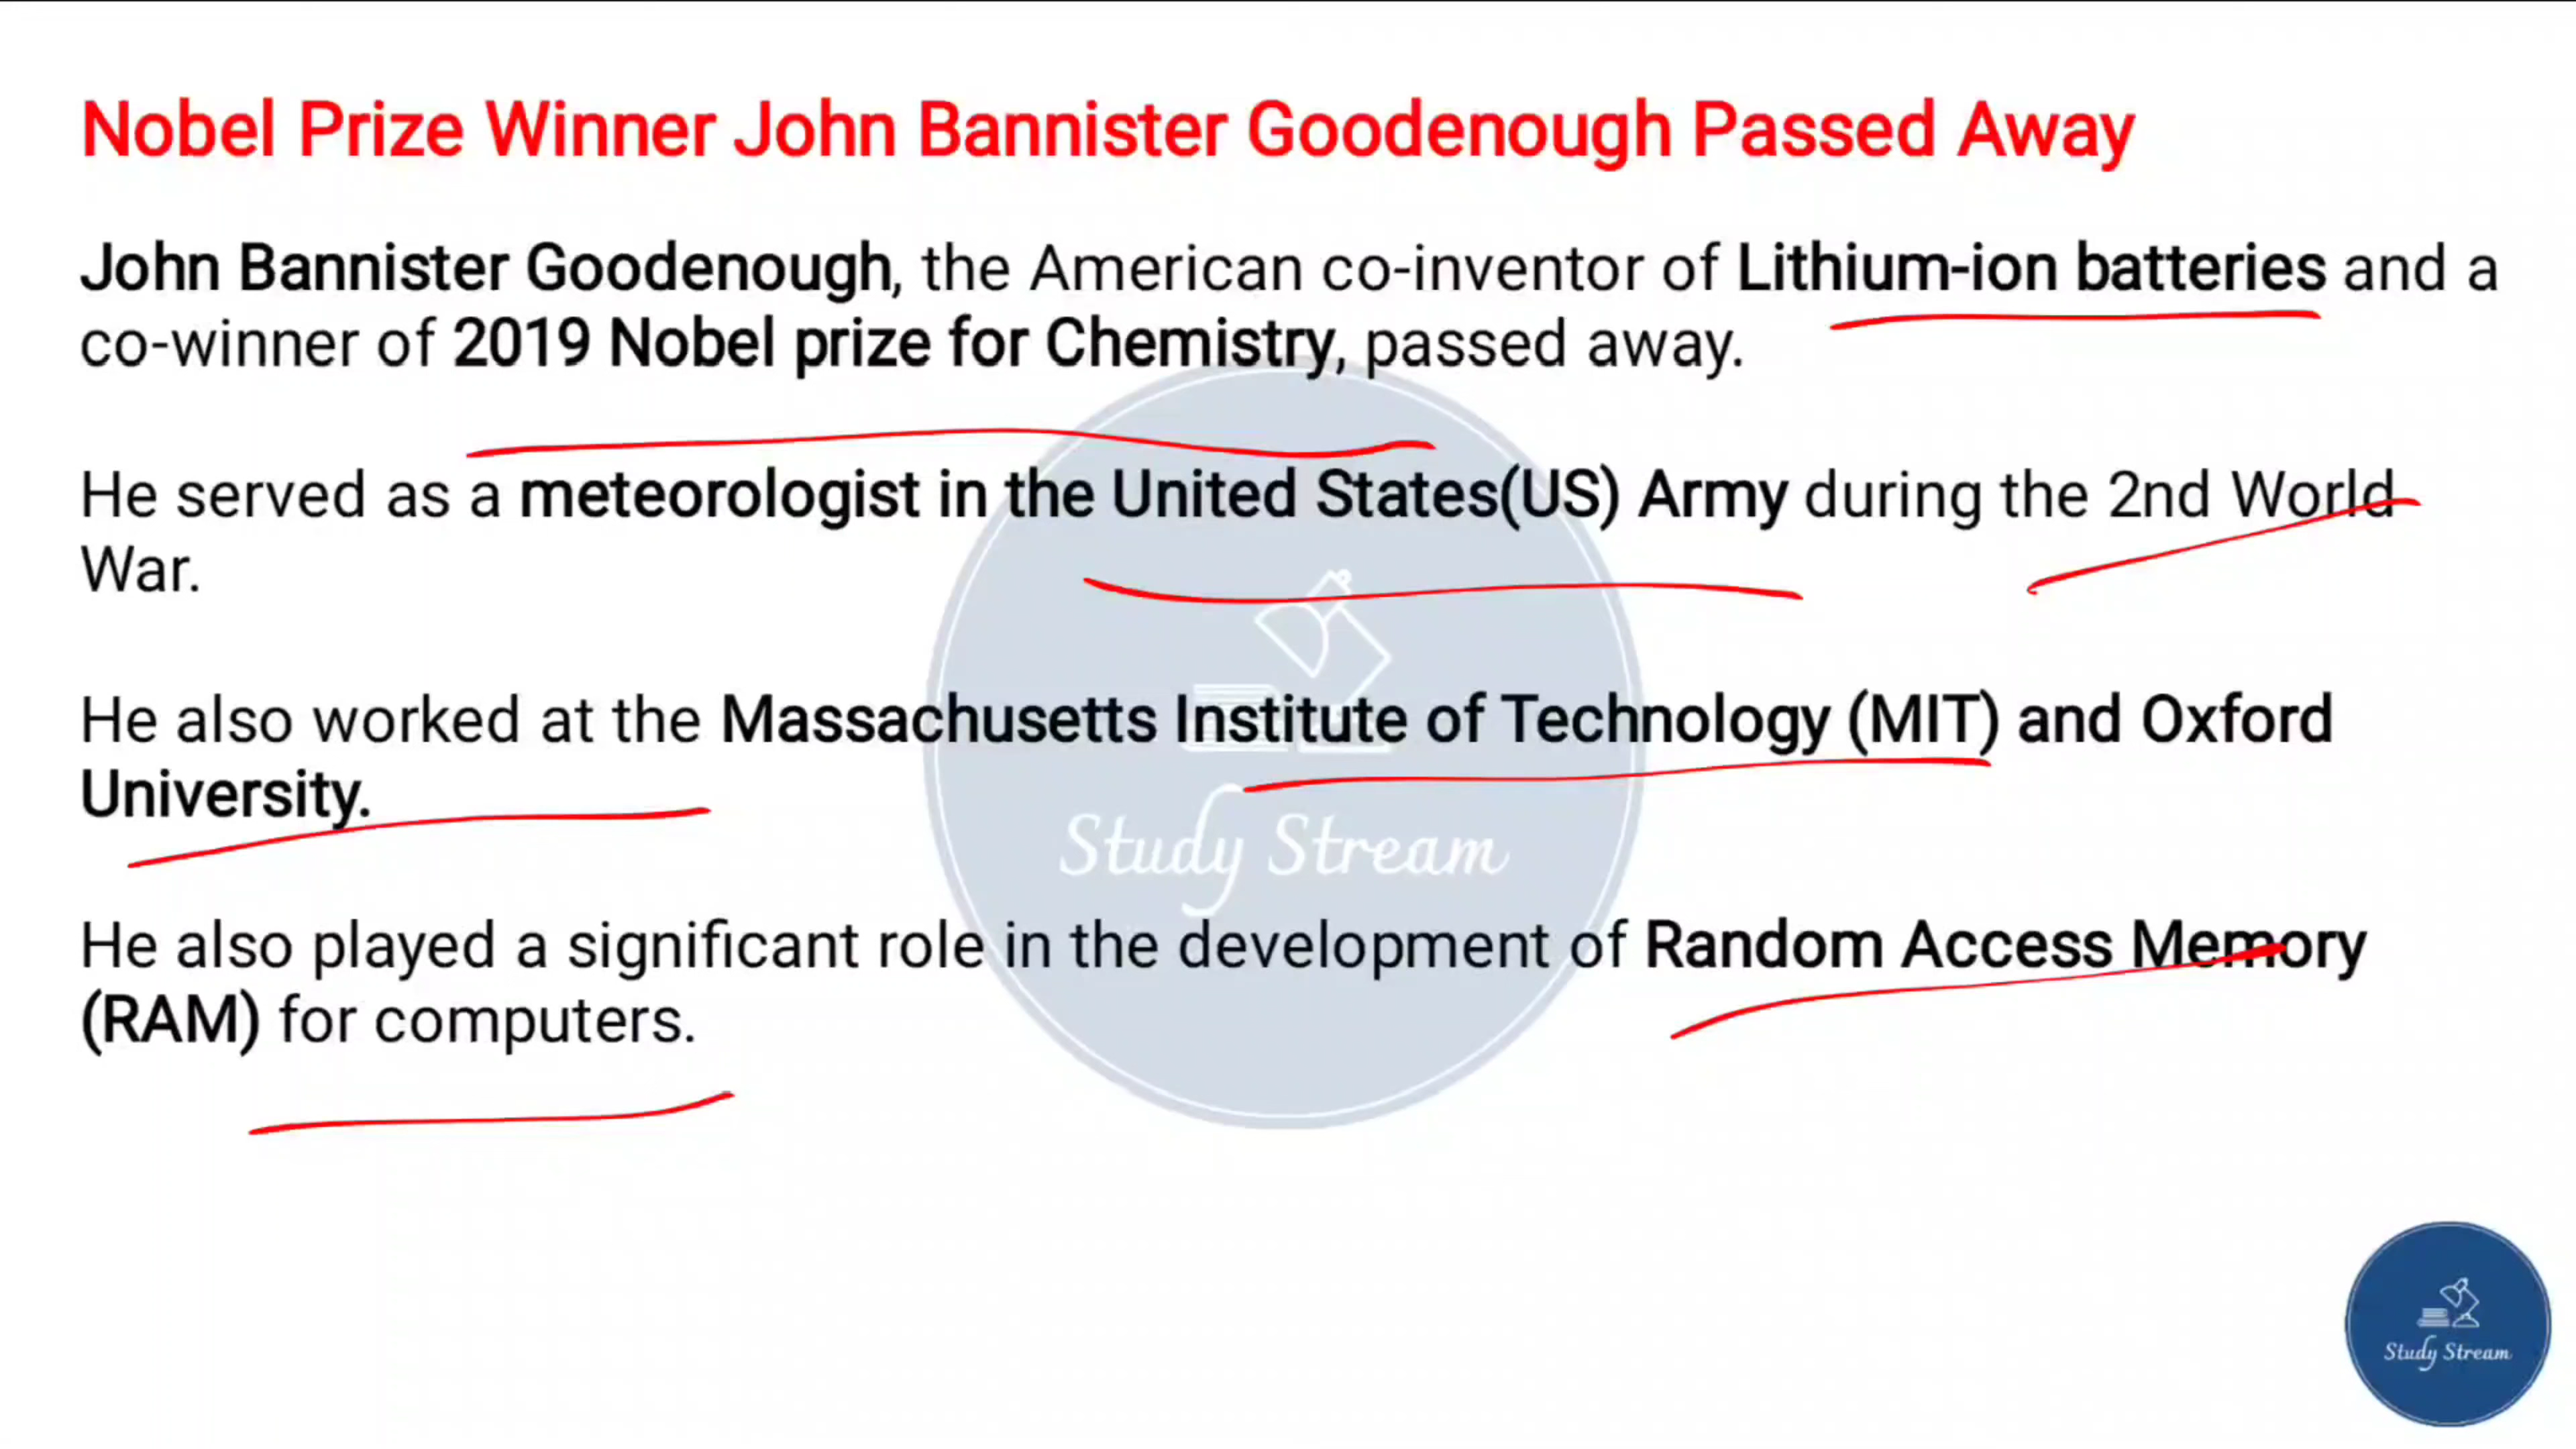 Nobel Prize Winner John Bannister Goodenough Passed Away
John Bannister Goodenough, the American co-inventor of Lithium-ion batteries and a
co-winner of 2019 Nobel prize for Chemistry, passed away.
He served as a meteorologist in the United States(US) Army during the 2nd World
War.
He also worked at the Massachusetts Institute of Technology (MIT) and Oxford
University.
Study Stream
He also played a significant role in the development of Random Access Memory
(RAM) for computers.
Study Stream